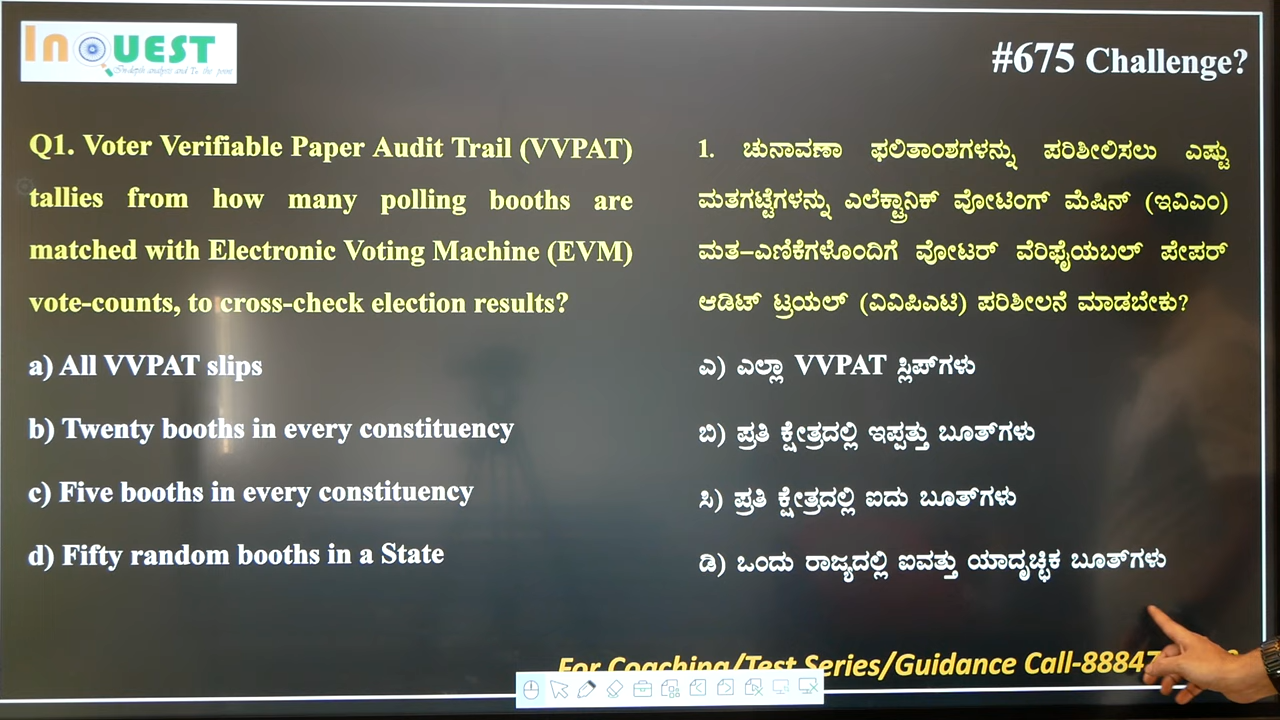 InQUEST
#675 Challenge?
Q1. Voter Verifiable Paper Audit Trail (VVPAT)
tallies from how many polling booths are
matched with Electronic Voting Machine (EVM)
vote-counts, to cross-check election results?
a) All VVPAT slips
b) Twenty booths in every constituency
c) Five booths in every constituency
d) Fifty random booths in a State
1. ಚುನಾವಣಾ ಫಲಿತಾಂಶಗಳನ್ನು ಪರಿಶೀಲಿಸಲು ಎಷ್ಟು
ಮತಗಟ್ಟೆಗಳನ್ನು ಎಲೆಕ್ಟ್ರಾನಿಕ್ ವೋಟಿಂಗ್ ಮೆಷಿನ್ (ಇವಿಎಂ)
ಮತ–ಎಣಿಕೆಗಳೊಂದಿಗೆ ವೋಟರ್ ವೆರಿಫೈಯಬಲ್ ಪೇಪರ್
ಆಡಿಟ್ ಟ್ರಯಲ್ (ವಿವಿಪಿಎಟಿ) ಪರಿಶೀಲನೆ ಮಾಡಬೇಕು?
ಎ) ಎಲ್ಲಾ VVPAT ಸ್ಲಿಪ್‌ಗಳು
ಬಿ) ಪ್ರತಿ ಕ್ಷೇತ್ರದಲ್ಲಿ ಇಪ್ಪತ್ತು ಬೂತ್‌ಗಳು
ಸಿ) ಪ್ರತಿ ಕ್ಷೇತ್ರದಲ್ಲಿ ಐದು ಬೂತ್‌ಗಳು
ಡಿ) ಒಂದು ರಾಜ್ಯದಲ್ಲಿ ಐವತ್ತು ಯಾದೃಚ್ಛಿಕ ಬೂತ್‌ಗಳು
For Coaching/Test Series/Guidance Call-88847